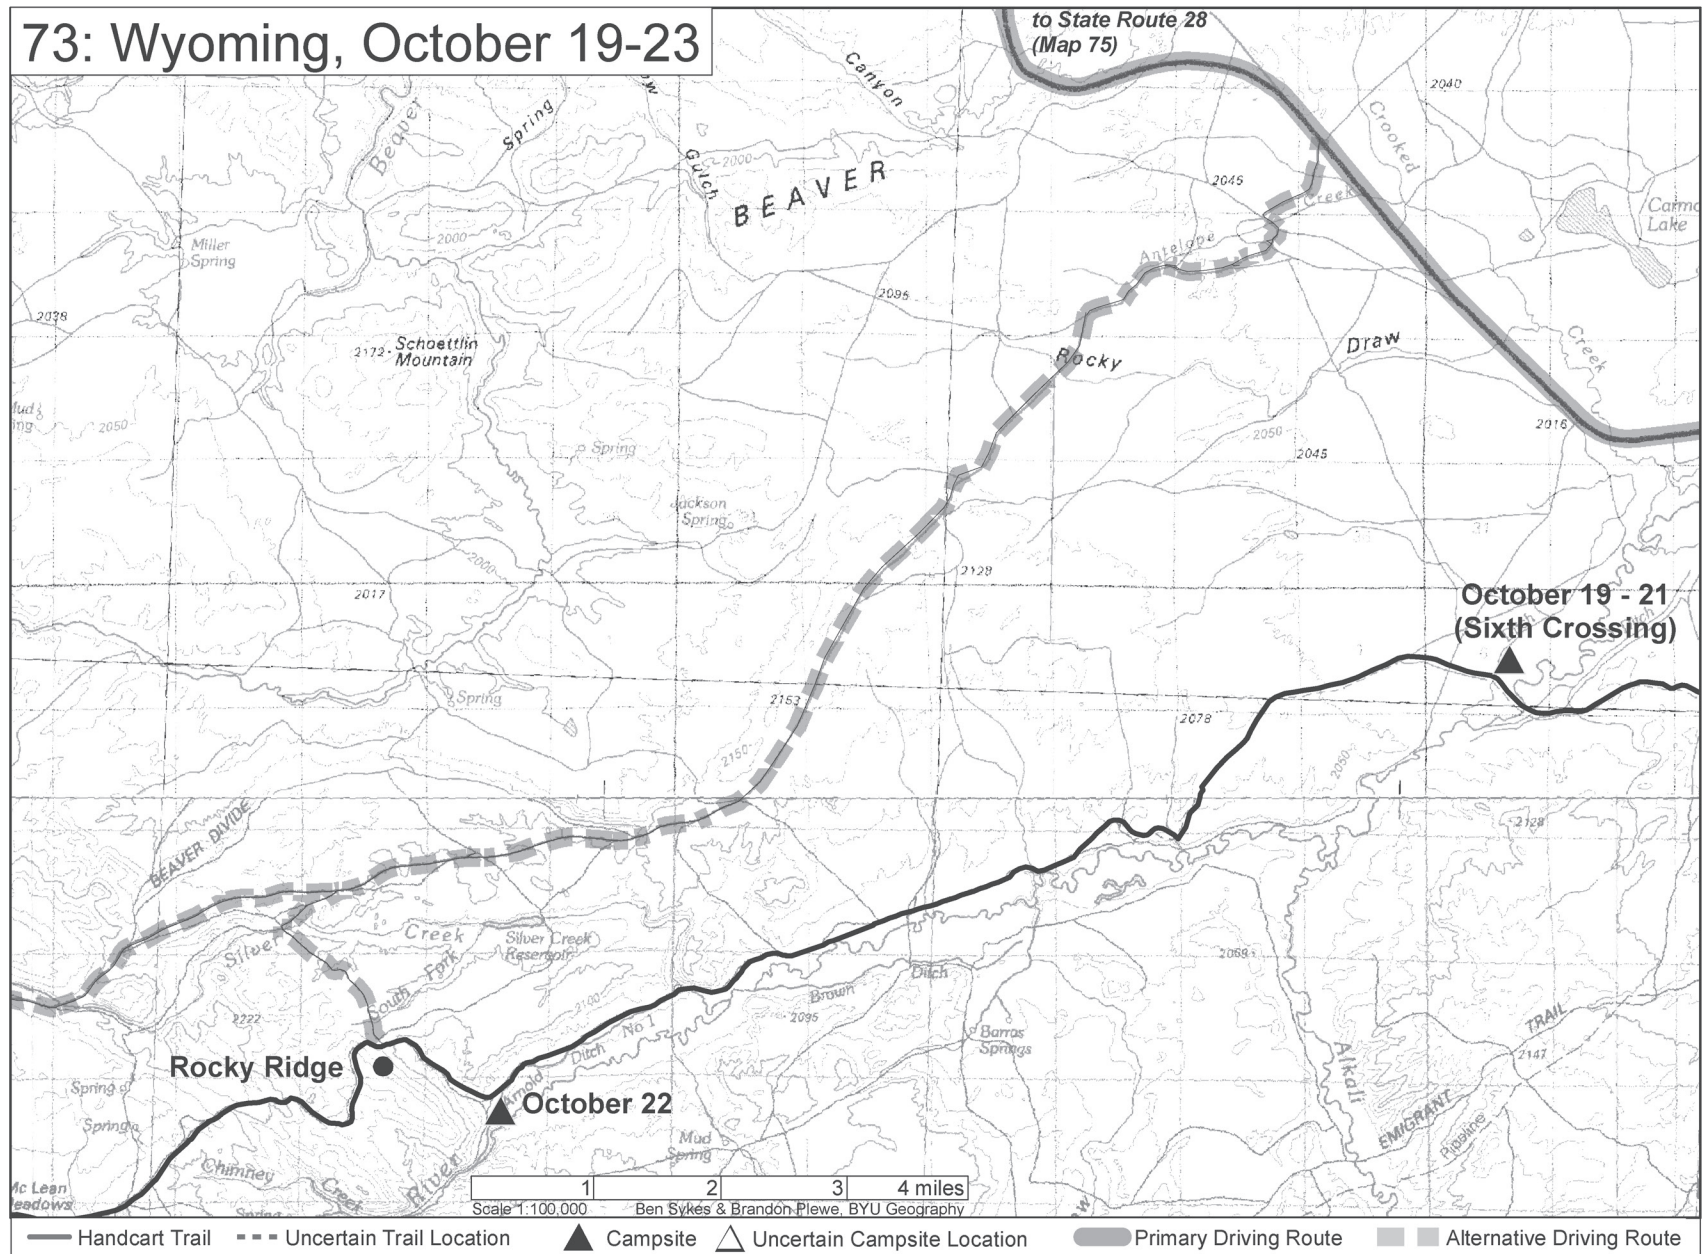 73: Wyoming, October 19-23
to State Route 28
(Map 75)
Canyon
2040
Beaver
Spring
Gulch
2000
BEAVER
Crooked
2045
Creek
Miller
Spring
2000
Antelope
Lake
2038
2095
2172
Schoettlin
Mountain
Rocky
Draw
Creek
2050
Spring
2050
2016
2045
Jackson
Spring
31
2000
2129
2017
October 19 - 21
(Sixth Crossing)
Spring
2153
2078
2150
2050
BEAVER DIVIDE
2128
Silver
Creek
Silver Creek
Reservoir
South Fork
Ditch
2069
2100
Brown
2222
2095
Ditch No 1
Barras
Springs
TRAIL
2147
Rocky Ridge
Spring
Arnold
October 22
Alkali
EMIGRANT
Pipeline
Spring
Mud
Spring
Chimney
Creek
River
Mc Lean
Meadows
Spring
1 2 3 4 miles
Scale 1:100,000 Ben Sykes & Brandon Plewe, BYU Geography
Handcart Trail Uncertain Trail Location Campsite Uncertain Campsite Location Primary Driving Route Alternative Driving Route